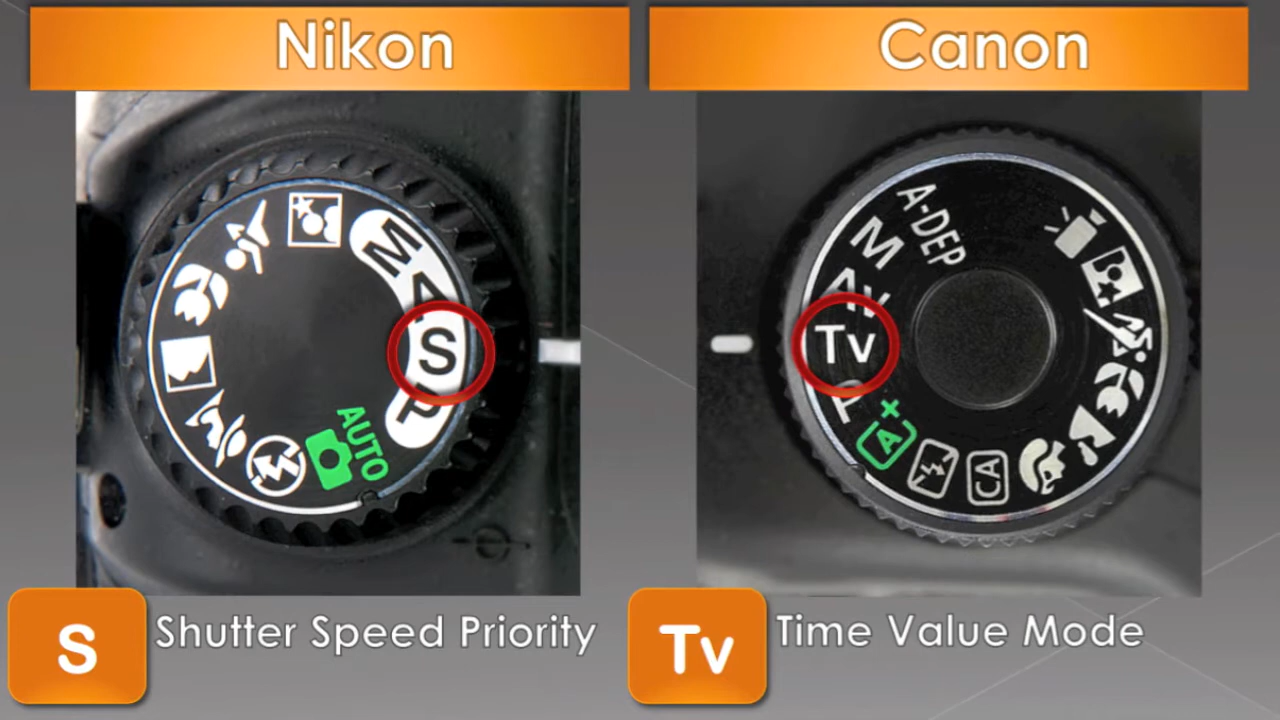 Nikon
Canon
M
A
S
P
AUTO
A-DEP
M
Av
Tv
P
A+
CA
S
Shutter Speed Priority
Tv
Time Value Mode